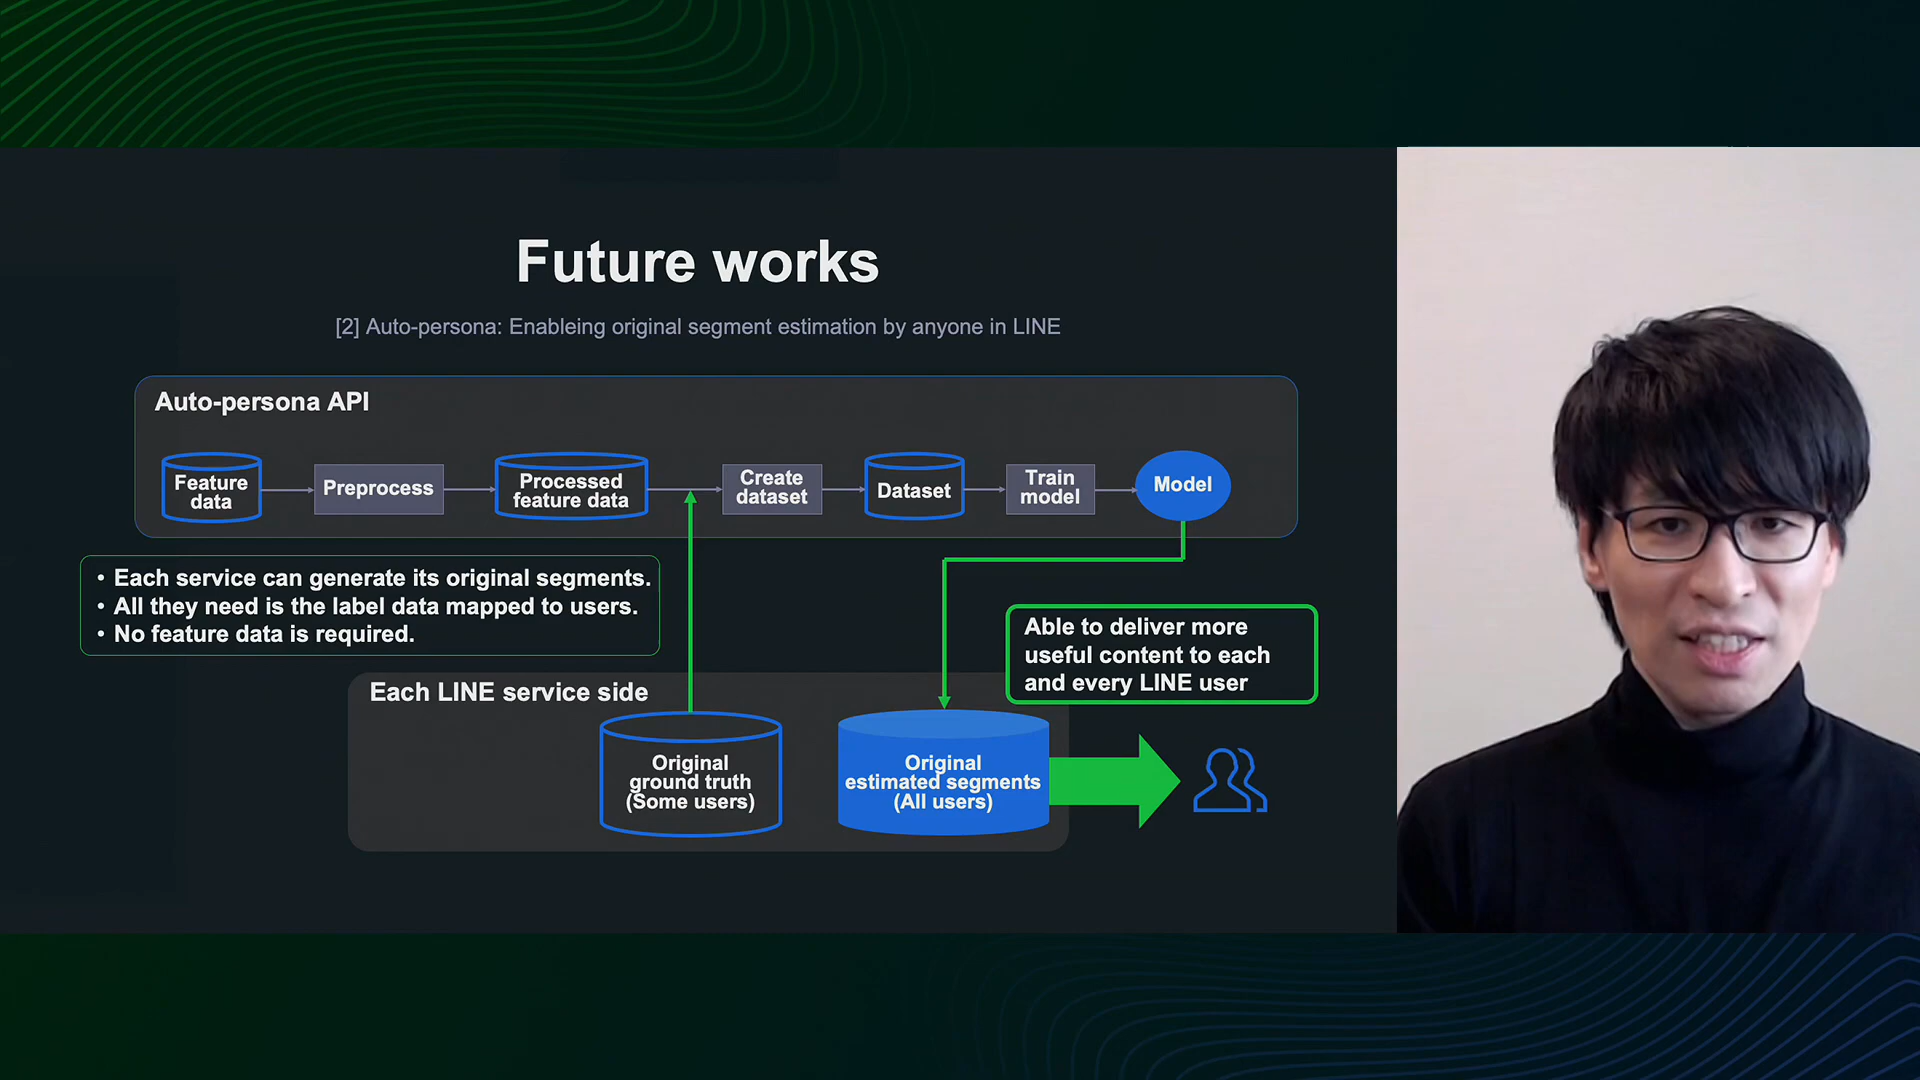 Future works
[2] Auto-persona: Enableing original segment estimation by anyone in LINE
Auto-persona API
Feature
data
Preprocess
Processed
feature data
Create
dataset
Dataset
Train
model
Model
• Each service can generate its original segments.
• All they need is the label data mapped to users.
• No feature data is required.
Able to deliver more
useful content to each
and every LINE user
Each LINE service side
Original
ground truth
(Some users)
Original
estimated segments
(All users)